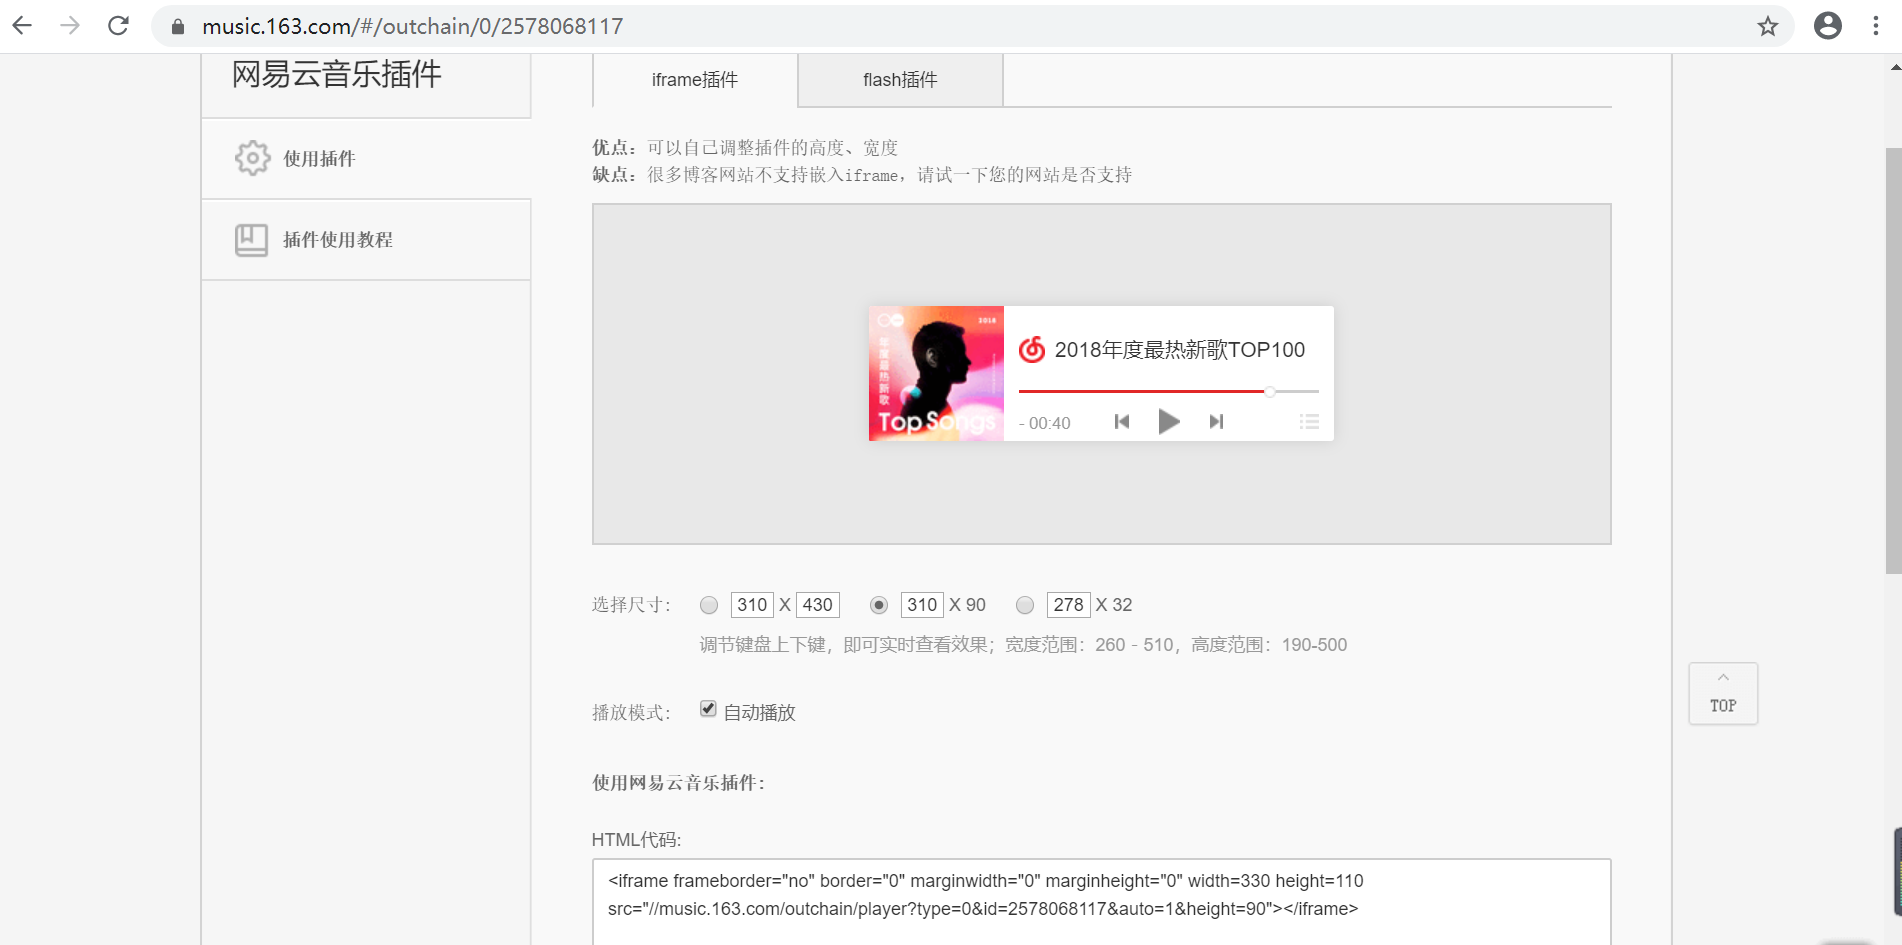 music.163.com/#/outchain/0/2578068117
网易云音乐插件
使用插件
插件使用教程
iframe插件
flash插件
优点：可以自己调整插件的高度、宽度
缺点：很多博客网站不支持嵌入iframe，请试一下您的网站是否支持
2018
年度最热新歌
Top Songs
2018年度最热新歌TOP100
- 00:40
选择尺寸： 310 X 430 310 X 90 278 X 32
调节键盘上下键，即可实时查看效果；宽度范围：260 - 510，高度范围：190-500
播放模式： 自动播放
TOP
使用网易云音乐插件：
HTML代码:
<iframe frameborder="no" border="0" marginwidth="0" marginheight="0" width=330 height=110
src="//music.163.com/outchain/player?type=0&id=2578068117&auto=1&height=90"></iframe>